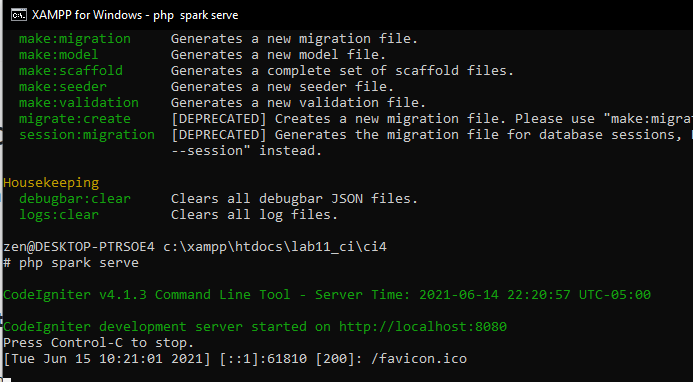 XAMPP for Windows - php  spark serve
make:migration     Generates a new migration file.
make:model         Generates a new model file.
make:scaffold      Generates a complete set of scaffold files.
make:seeder        Generates a new seeder file.
make:validation    Generates a new validation file.
migrate:create     [DEPRECATED] Creates a new migration file. Please use "make:migra
session:migration  [DEPRECATED] Generates the migration file for database sessions,
--session" instead.
Housekeeping
debugbar:clear     Clears all debugbar JSON files.
logs:clear         Clears all log files.
zen@DESKTOP-PTRSOE4 c:\xampp\htdocs\lab11_ci\ci4
# php spark serve
CodeIgniter v4.1.3 Command Line Tool - Server Time: 2021-06-14 22:20:57 UTC-05:00
CodeIgniter development server started on http://localhost:8080
Press Control-C to stop.
[Tue Jun 15 10:21:01 2021] [::1]:61810 [200]: /favicon.ico